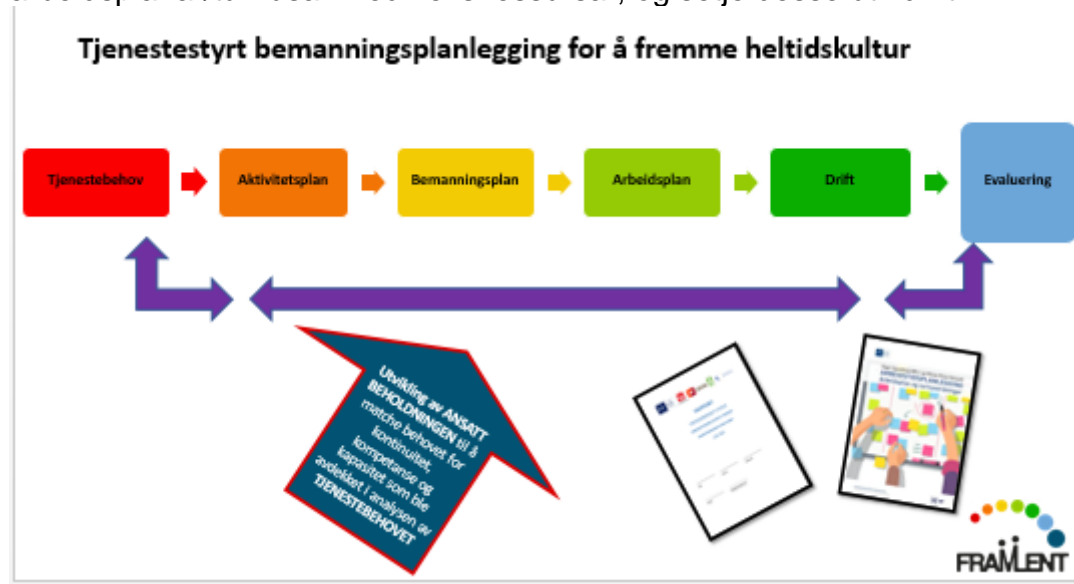 Tjenestestyrt bemanningsplanlegging for å fremme heltidskultur
Tjenestebehov
Aktivitetsplan
Bemanningsplan
Arbeidsplan
Drift
Evaluering
Utvikling av ANSATT
BEHOLDNINGEN til å
matche behovet for
kontinuitet,
kompetanse og
kapasitet som ble
avdekket i analysen av
TJENESTEBEHOVET
FRAMLENT